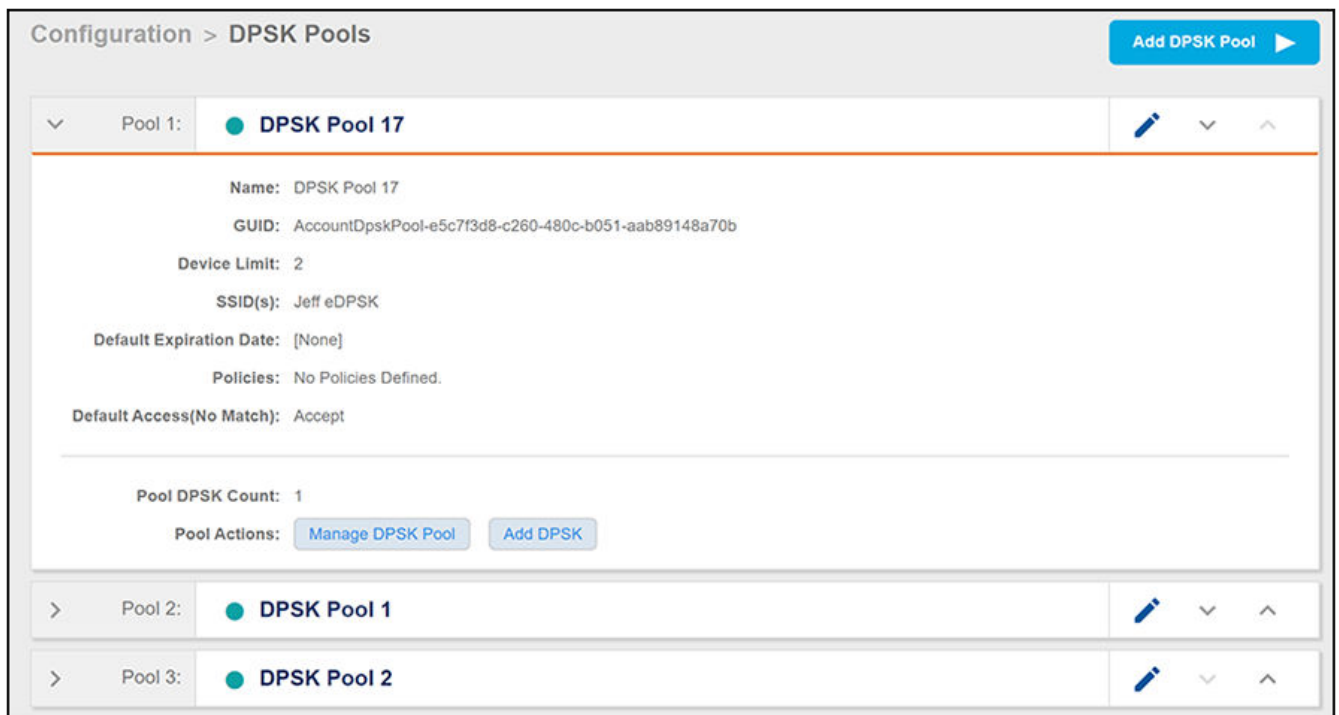 Configuration > DPSK Pools
Add DPSK Pool
Pool 1: DPSK Pool 17
Name: DPSK Pool 17
GUID: AccountDpskPool-e5c7f3d8-c260-480c-b051-aab89148a70b
Device Limit: 2
SSID(s): Jeff eDPSK
Default Expiration Date: [None]
Policies: No Policies Defined.
Default Access(No Match): Accept
Pool DPSK Count: 1
Pool Actions: Manage DPSK Pool Add DPSK
Pool 2: DPSK Pool 1
Pool 3: DPSK Pool 2